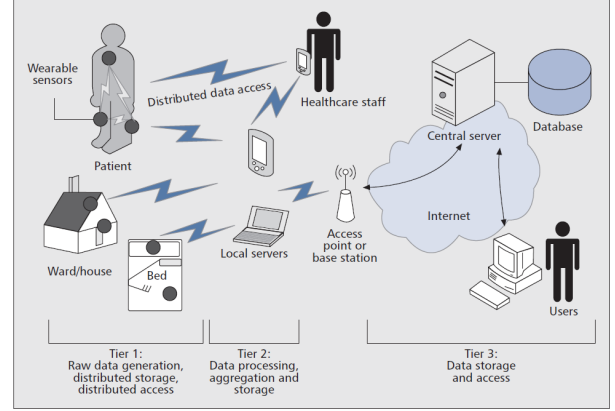 Wearable
sensors
Distributed data access
Healthcare staff
Patient
Central server
Database
Internet
Ward/house
Bed
Local servers
Access
point or
base station
Users
Tier 1:
Raw data generation,
distributed storage,
distributed access
Tier 2:
Data processing,
aggregation and
storage
Tier 3:
Data storage
and access